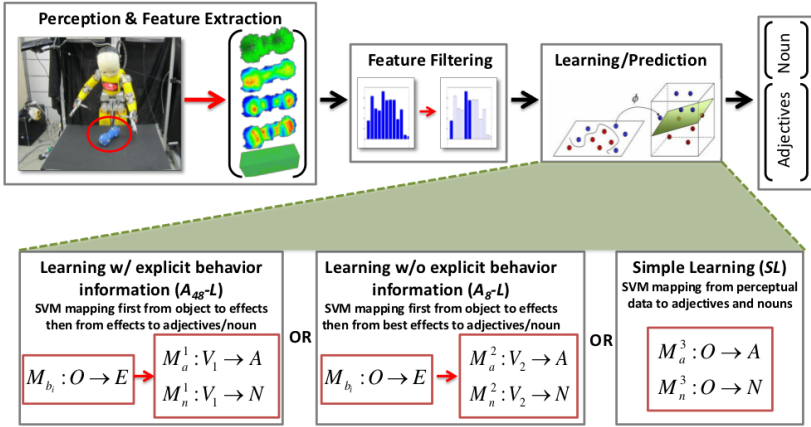 Perception & Feature Extraction
Feature Filtering
Learning/Prediction
ϕ
Noun
Adjectives
Learning w/ explicit behavior
information (A₄₈-L)
SVM mapping first from object to effects
then from effects to adjectives/noun
M_{b_i} : O → E
M_a^1 : V_1 → A
M_n^1 : V_1 → N
OR
Learning w/o explicit behavior
information (A₈-L)
SVM mapping first from object to effects
then from best effects to adjectives/noun
M_{b_i} : O → E
M_a^2 : V_2 → A
M_n^2 : V_2 → N
OR
Simple Learning (SL)
SVM mapping from perceptual
data to adjectives and nouns
M_a^3 : O → A
M_n^3 : O → N